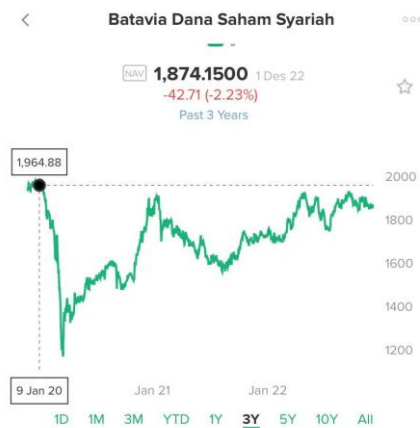 Batavia Dana Saham Syariah
NAV 1,874.1500 1 Des 22
-42.71 (-2.23%)
Past 3 Years
1,964.88
2000
1800
1600
1400
1200
9 Jan 20 Jan 21 Jan 22
1D 1M 3M YTD 1Y 3Y 5Y 10Y All